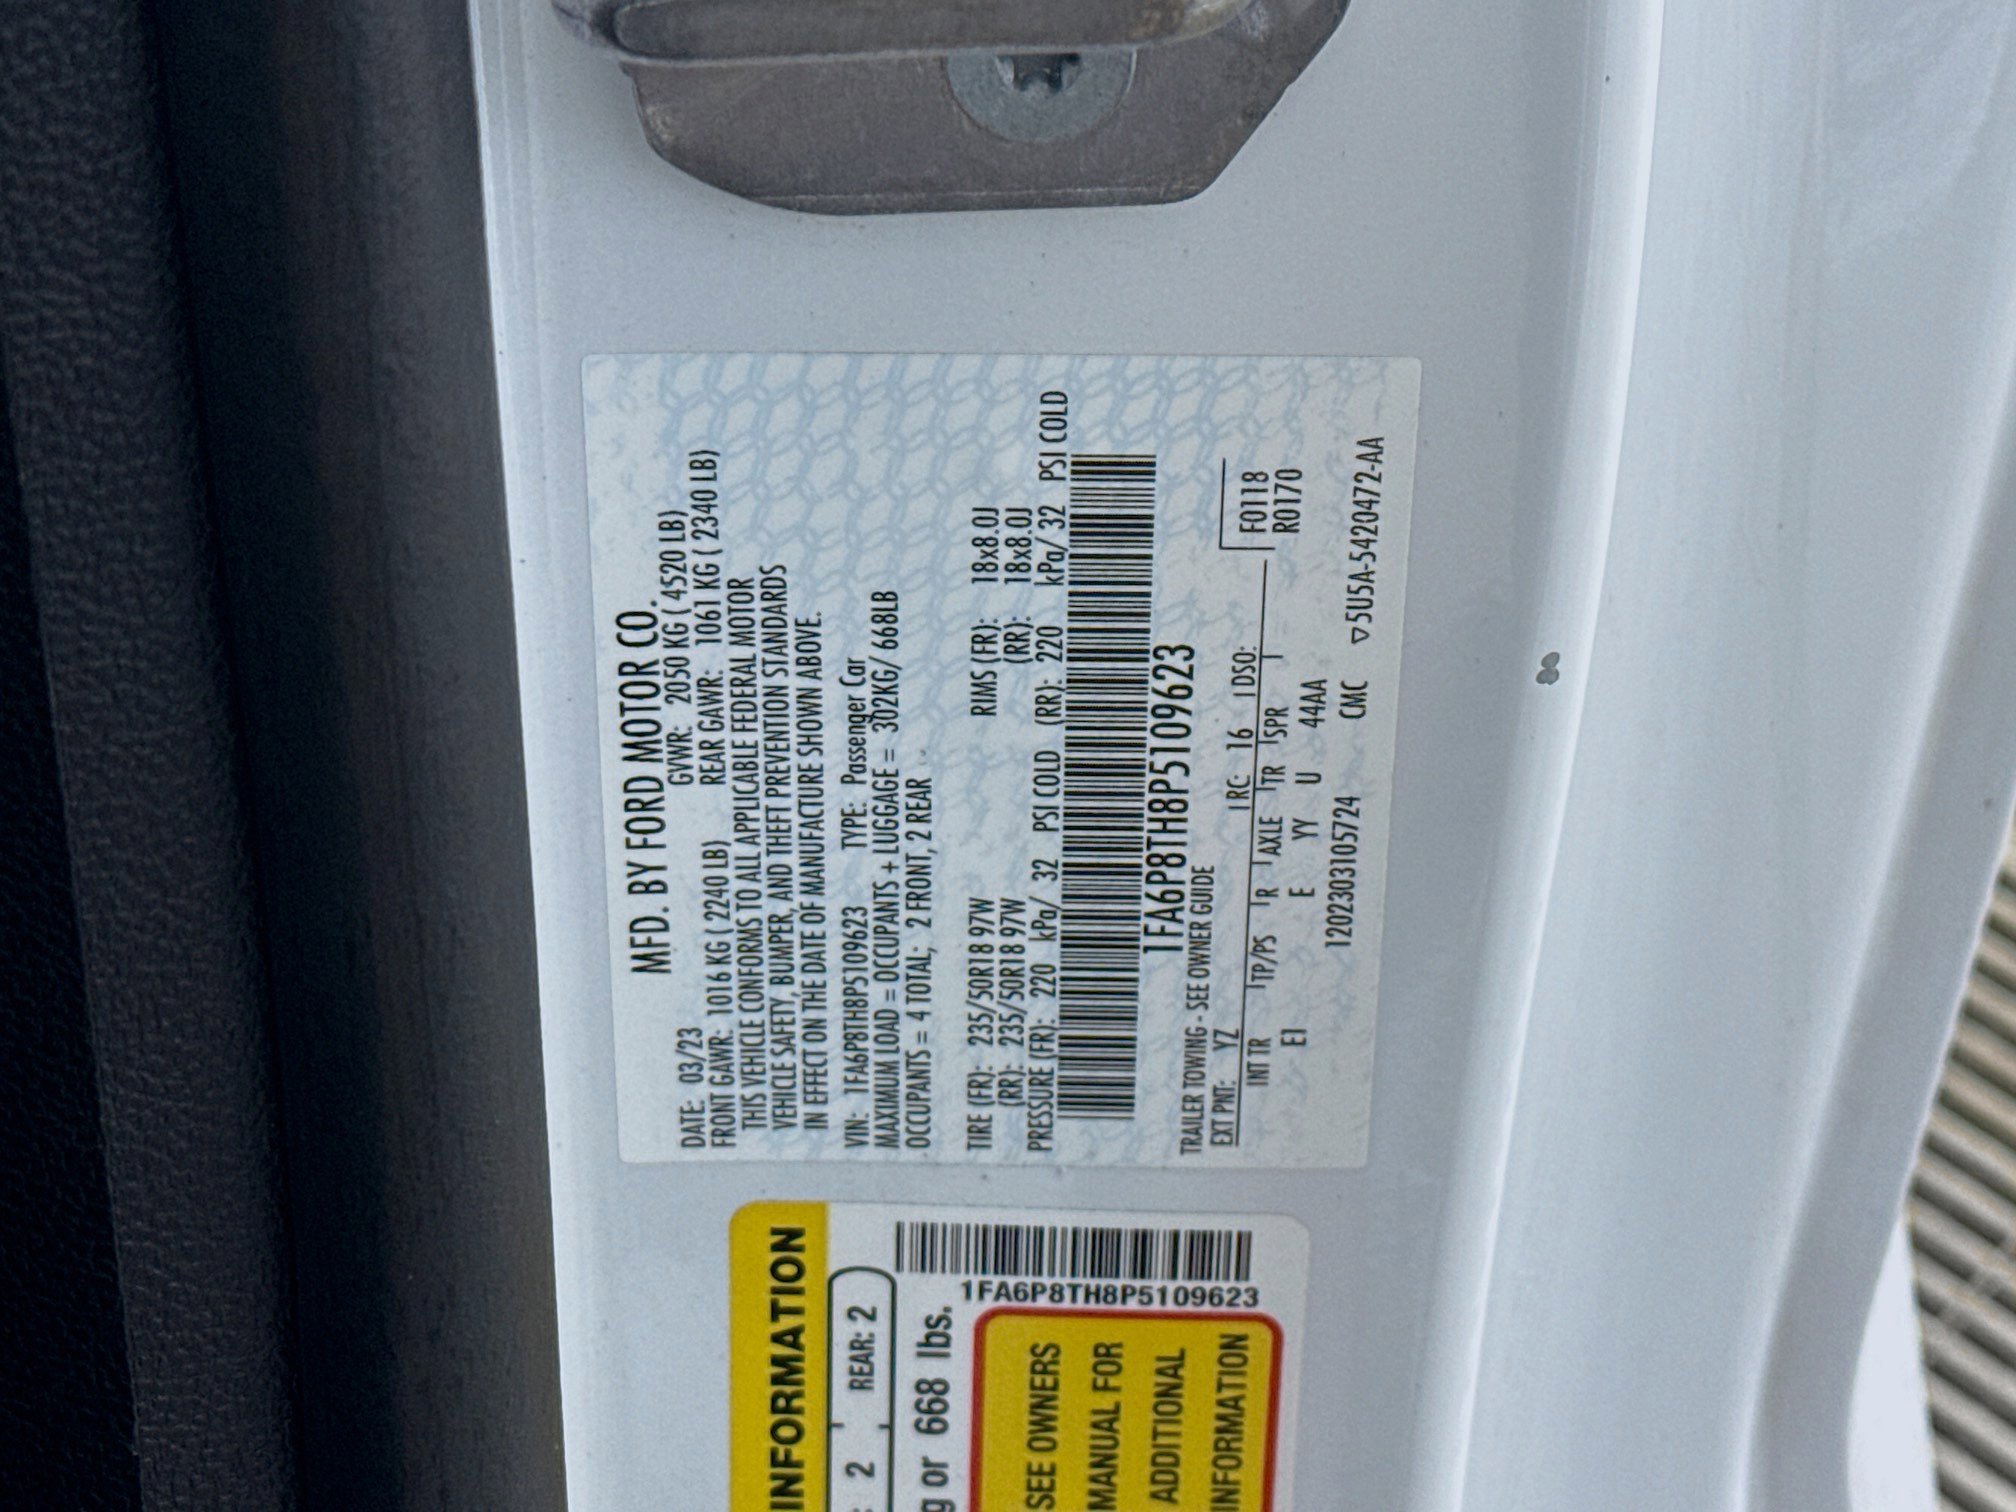 MFD. BY FORD MOTOR CO.
DATE: 03/23 GVWR: 2050 KG ( 4520 LB)
FRONT GAWR: 1016 KG ( 2240 LB) REAR GAWR: 1061 KG ( 2340 LB)
THIS VEHICLE CONFORMS TO ALL APPLICABLE FEDERAL MOTOR
VEHICLE SAFETY, BUMPER, AND THEFT PREVENTION STANDARDS
IN EFFECT ON THE DATE OF MANUFACTURE SHOWN ABOVE.
VIN: 1FA6P8TH8P5109623 TYPE: Passenger Car
MAXIMUM LOAD = OCCUPANTS + LUGGAGE = 302KG/ 668LB
OCCUPANTS = 4 TOTAL; 2 FRONT, 2 REAR
TIRE (FR): 235/50R18 97W RIMS (FR): 18x8.0J
(RR): 235/50R18 97W (RR): 18x8.0J
PRESSURE (FR): 220 kPa/ 32 PSI COLD (RR): 220 kPa/ 32 PSI COLD
1FA6P8TH8P5109623
TRAILER TOWING - SEE OWNER GUIDE
EXT PNT: YZ RC: 16 DSO: F0118
INT TR TP/PS R AXLE TR SPR R0170
E1 E YY U 44AA
1202303105724 CMC ▽5U5A-5420472-AA
INFORMATION
2 REAR: 2
1FA6P8TH8P5109623
g or 668 lbs.
SEE OWNERS
MANUAL FOR
ADDITIONAL
INFORMATION